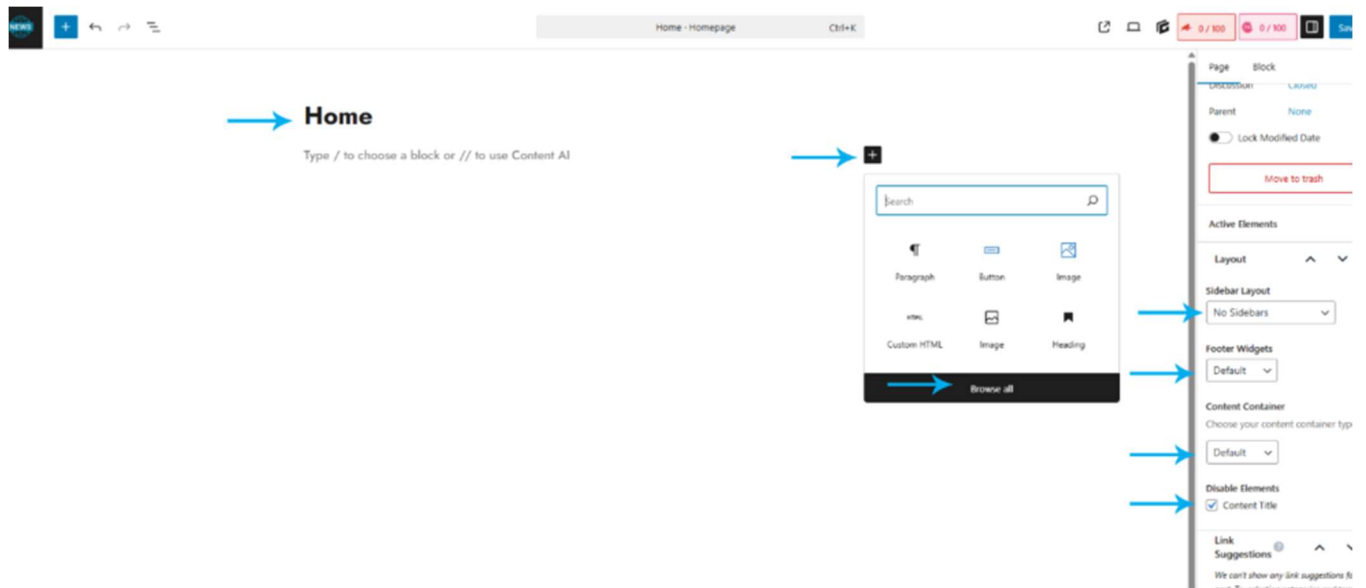 NEWS
Home - Homepage Ctrl+K
0 / 100
0 / 100
Sav
Page Block
Discussion Closed
Home
Parent None
Type / to choose a block or // to use Content AI
Lock Modified Date
Move to trash
Search
Active Elements
Paragraph Button Image
Layout
Sidebar Layout
No Sidebars
HTML
Custom HTML Image Heading
Footer Widgets
Default
Browse all
Content Container
Choose your content container typ
Default
Disable Elements
Content Title
Link
Suggestions
We can't show any link suggestions fo